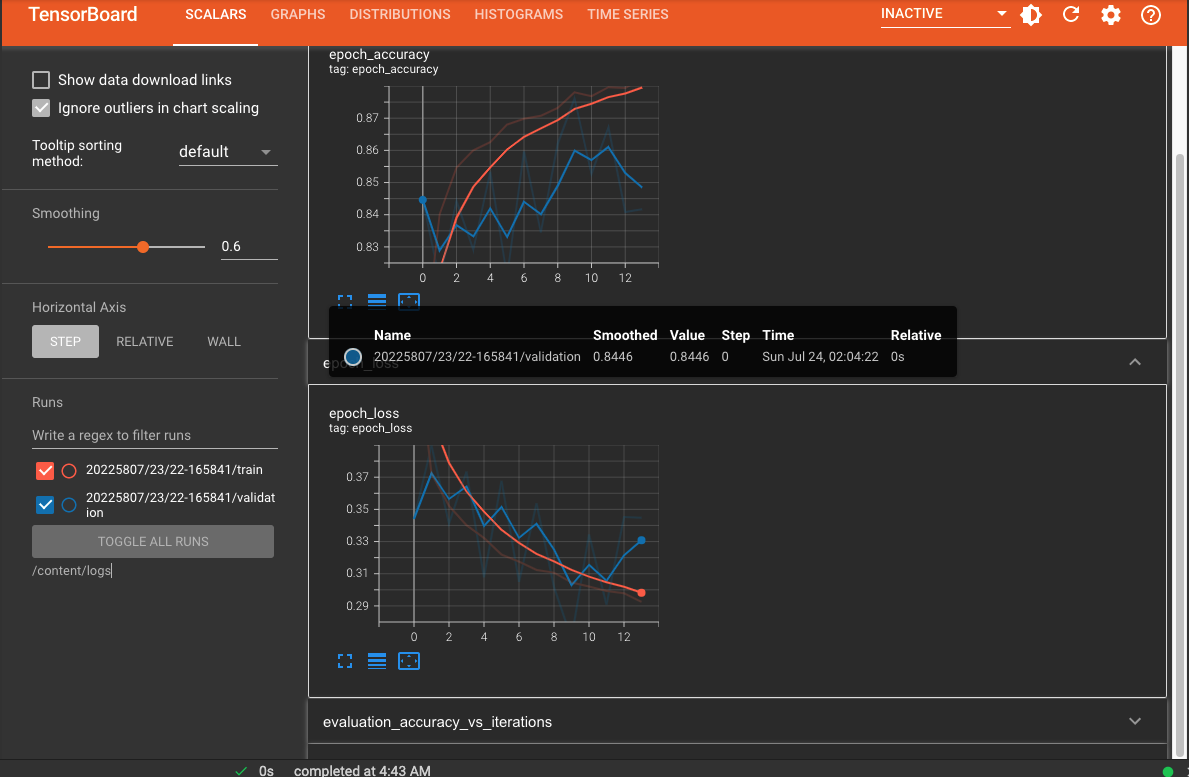 TensorBoard SCALARS GRAPHS DISTRIBUTIONS HISTOGRAMS TIME SERIES INACTIVE
Show data download links
Ignore outliers in chart scaling
Tooltip sorting
method:
default
Smoothing
0.6
Horizontal Axis
STEP RELATIVE WALL
Runs
Write a regex to filter runs
20225807/23/22-165841/train
20225807/23/22-165841/validat
ion
TOGGLE ALL RUNS
/content/logs
epoch_accuracy
tag: epoch_accuracy
0.87
0.86
0.85
0.84
0.83
0 2 4 6 8 10 12
Name Smoothed Value Step Time Relative
20225807/23/22-165841/validation 0.8446 0.8446 0 Sun Jul 24, 02:04:22 0s
epoch_loss
epoch_loss
tag: epoch_loss
0.37
0.35
0.33
0.31
0.29
0 2 4 6 8 10 12
evaluation_accuracy_vs_iterations
0s completed at 4:43 AM